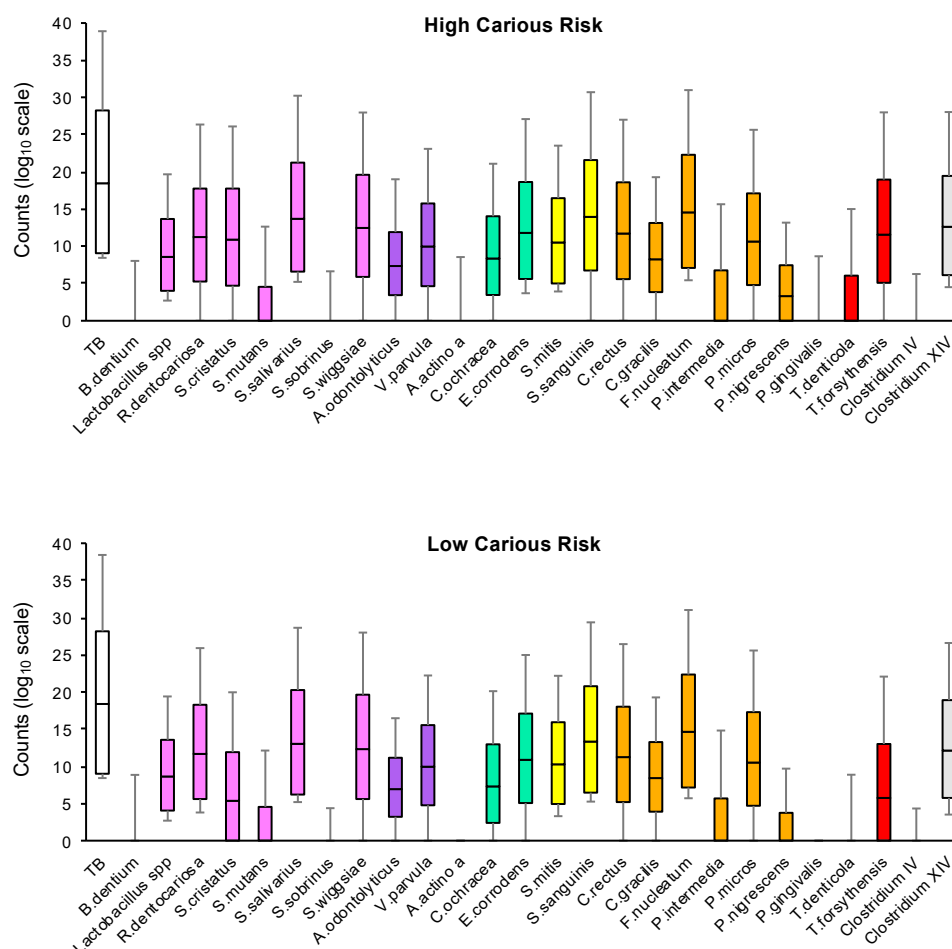 High Carious Risk
Counts (log₁₀ scale)
40
35
30
25
20
15
10
5
0
TB
B.dentium
Lactobacillus spp
R.dentocariosa
S.cristatus
S.mutans
S.salivarius
S.sobrinus
S.wiggsiae
A.odontolyticus
V.parvula
A.actino a
C.ochracea
E.corrodens
S.mitis
S.sanguinis
C.rectus
C.gracilis
F.nucleatum
P.intermedia
P.micros
P.nigrescens
P.gingivalis
T.denticola
T.forsythensis
Clostridium IV
Clostridium XIV
Low Carious Risk
Counts (log₁₀ scale)
40
35
30
25
20
15
10
5
0
TB
B.dentium
Lactobacillus spp
R.dentocariosa
S.cristatus
S.mutans
S.salivarius
S.sobrinus
S.wiggsiae
A.odontolyticus
V.parvula
A.actino a
C.ochracea
E.corrodens
S.mitis
S.sanguinis
C.rectus
C.gracilis
F.nucleatum
P.intermedia
P.micros
P.nigrescens
P.gingivalis
T.denticola
T.forsythensis
Clostridium IV
Clostridium XIV